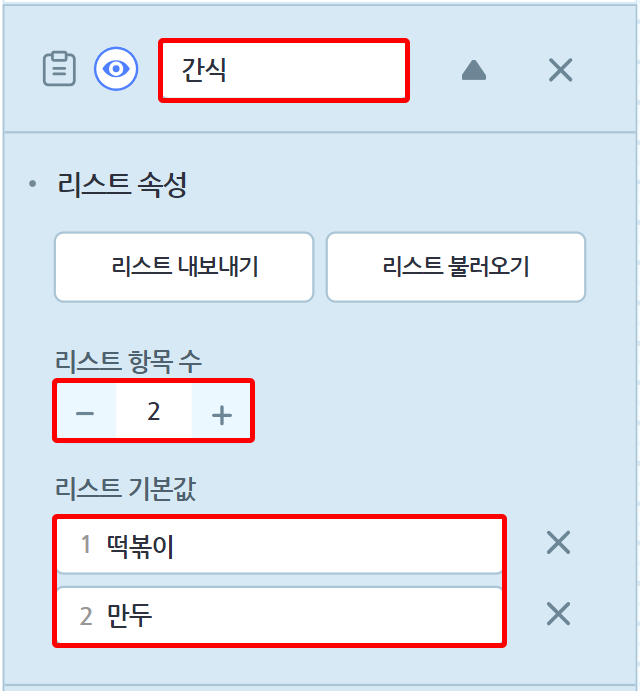 간식
리스트 속성
리스트 내보내기 리스트 불러오기
리스트 항목 수
2
리스트 기본값
1 떡볶이
2 만두